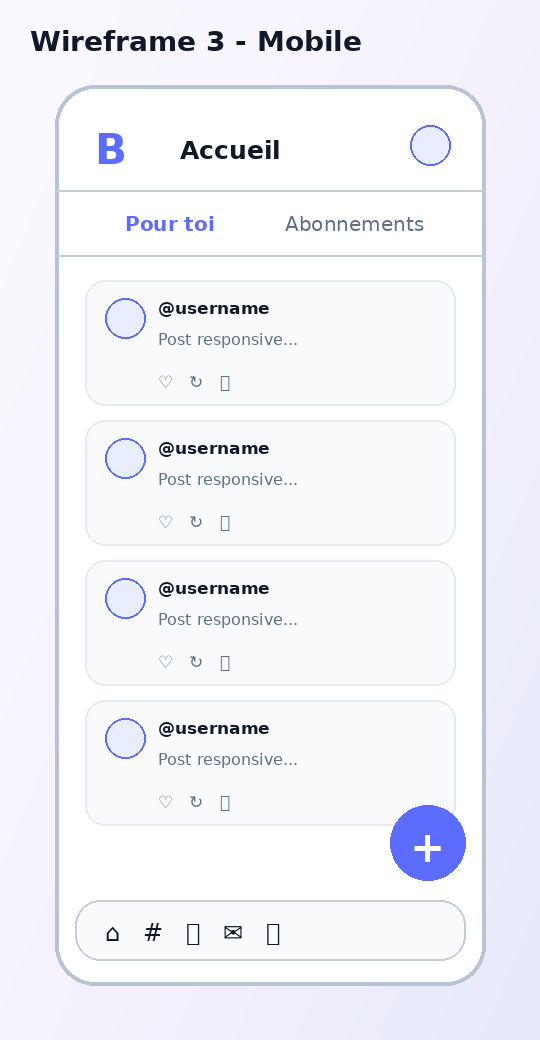 Wireframe 3 - Mobile
B Accueil
Pour toi Abonnements
@username
Post responsive...
♡ ↻
@username
Post responsive...
♡ ↻
@username
Post responsive...
♡ ↻
@username
Post responsive...
♡ ↻
+
⌂ # ✉